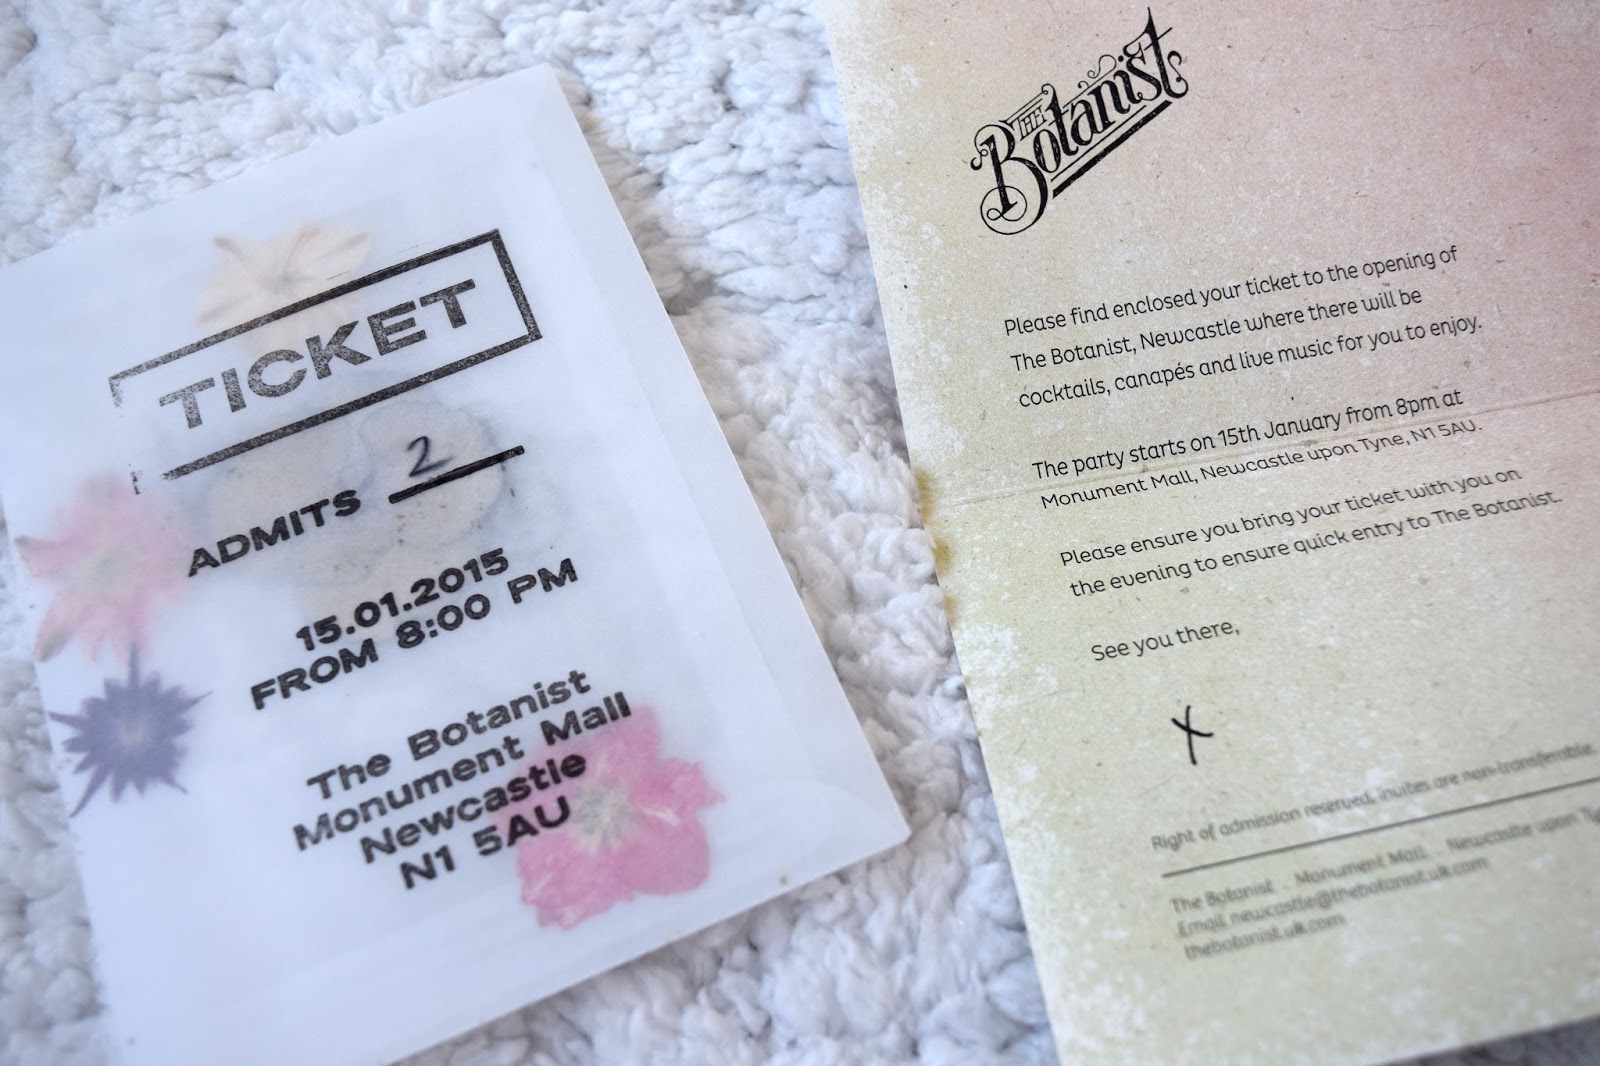 TICKET
ADMITS 2
15.01.2015
FROM 8:00 PM
The Botanist
Monument Mall
Newcastle
N1 5AU
THE
Botanist
Please find enclosed your ticket to the opening of
The Botanist, Newcastle where there will be
cocktails, canapés and live music for you to enjoy.
The party starts on 15th January from 8pm at
Monument Mall, Newcastle upon Tyne, N1 5AU.
Please ensure you bring your ticket with you on
the evening to ensure quick entry to The Botanist.
See you there,
X
Right of admission reserved, invites are non-transferable.
The Botanist . Monument Mall . Newcastle upon Ty
Email newcastle@thebotanist.uk.com
thebotanist.uk.com